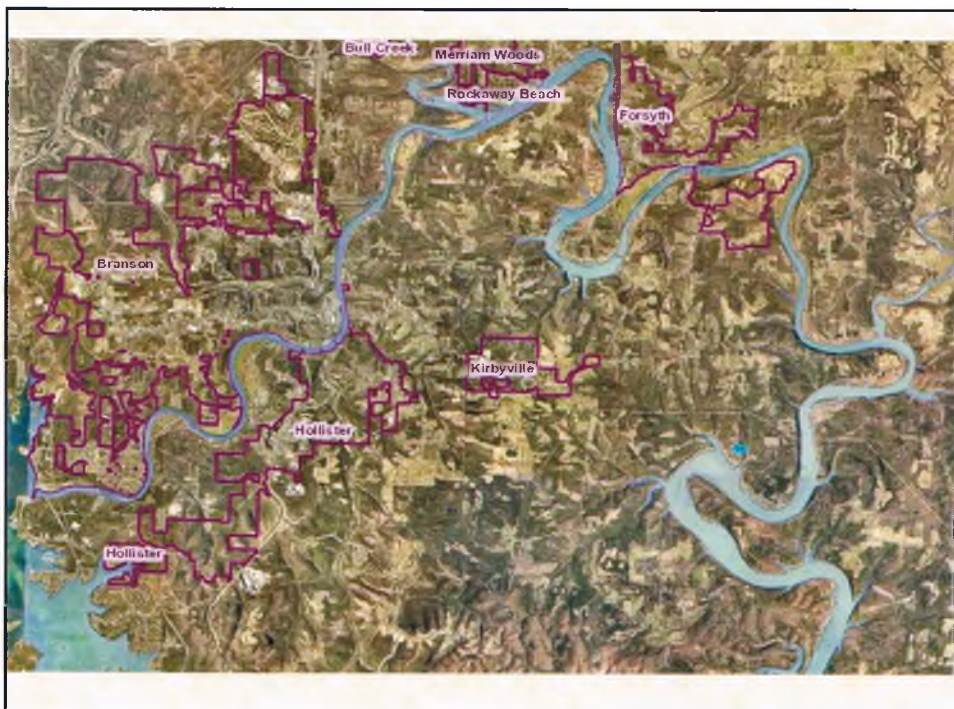 Bull Creek
Merriam Woods
Rockaway Beach
Forsyth
Branson
Kirbyville
Hollister
Hollister